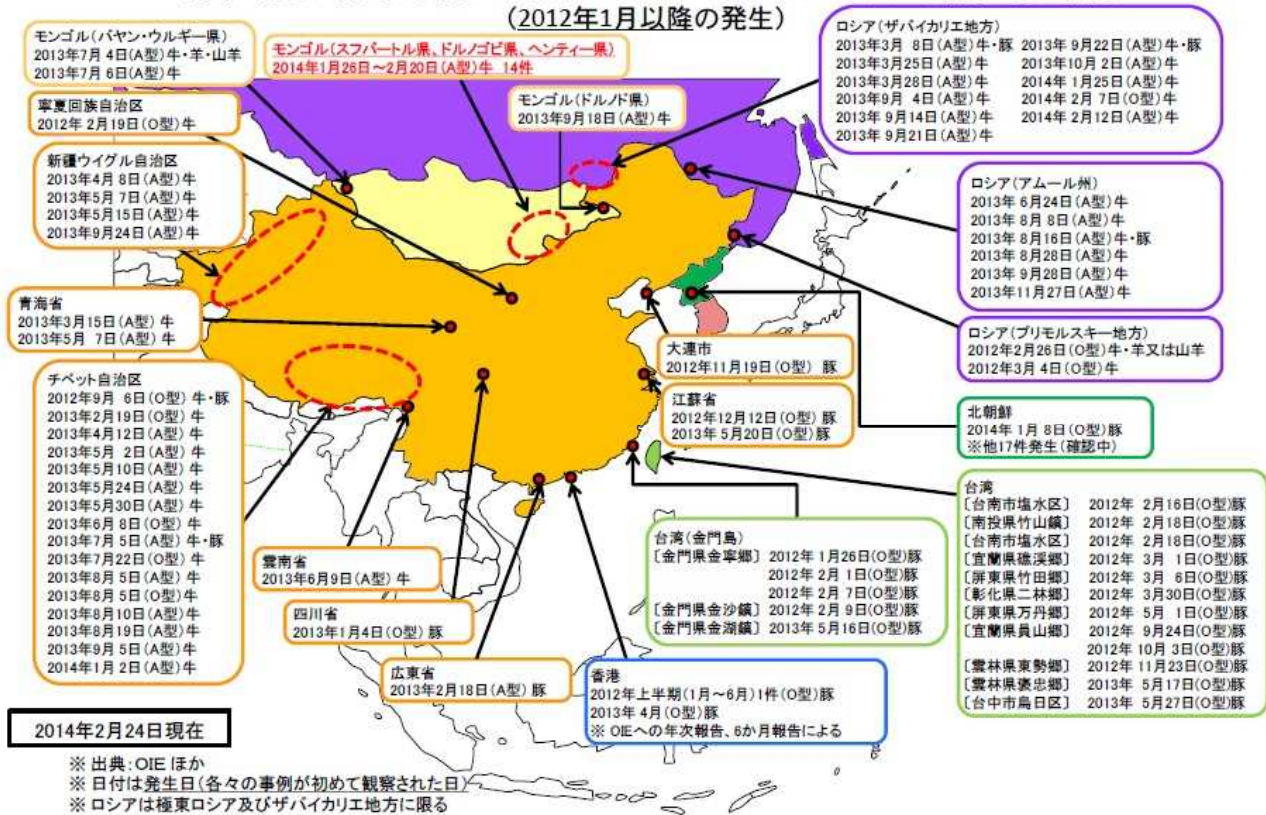 (2012年1月以降の発生)
モンゴル(バヤン・ウルギー県)
2013年7月 4日(A型)牛・羊・山羊
2013年7月 6日(A型)牛
モンゴル(スフバートル県、ドルノゴビ県、ヘンティー県)
2014年1月26日～2月20日(A型)牛 14件
モンゴル(ドルノド県)
2013年9月18日(A型)牛
ロシア(ザバイカリエ地方)
2013年3月 8日(A型)牛・豚 2013年 9月22日(A型)牛・豚
2013年3月25日(A型)牛 2013年10月 2日(A型)牛
2013年3月28日(A型)牛 2014年 1月25日(A型)牛
2013年9月 4日(A型)牛 2014年 2月 7日(O型)牛
2013年 9月14日(A型)牛 2014年 2月12日(A型)牛
2013年 9月21日(A型)牛
寧夏回族自治区
2012年 2月19日(O型)牛
新疆ウイグル自治区
2013年4月 8日(A型)牛
2013年5月 7日(A型)牛
2013年5月15日(A型)牛
2013年9月24日(A型)牛
ロシア(アムール州)
2013年 6月24日(A型)牛
2013年 8月 8日(A型)牛
2013年 8月16日(A型)牛・豚
2013年 8月28日(A型)牛
2013年 9月28日(A型)牛
2013年11月27日(A型)牛
青海省
2013年3月15日(A型) 牛
2013年5月 7日(A型) 牛
ロシア(プリモルスキー地方)
2012年2月26日(O型)牛・羊又は山羊
2012年3月 4日(O型)牛
大連市
2012年11月19日(O型) 豚
チベット自治区
2012年9月 6日(O型) 牛・豚
2013年2月19日(O型) 牛
2013年4月12日(A型) 牛
2013年5月 2日(A型) 牛
2013年5月10日(A型) 牛
2013年5月24日(A型) 牛
2013年5月30日(A型) 牛
2013年6月 8日(O型) 牛
2013年7月 5日(A型) 牛・豚
2013年7月22日(O型) 牛
2013年8月 5日(A型) 牛
2013年8月 5日(O型) 牛
2013年8月10日(A型) 牛
2013年8月19日(A型) 牛
2013年9月 5日(A型) 牛
2014年1月 2日(A型) 牛
江蘇省
2012年12月12日(O型) 豚
2013年 5月20日(O型) 豚
北朝鮮
2014年 1月 8日(O型) 豚
※他17件発生(確認中)
台湾
〔台南市塩水区〕 2012年 2月16日(O型)豚
〔南投県竹山鎮〕 2012年 2月18日(O型)豚
〔台南市塩水区〕 2012年 2月18日(O型)豚
〔宜蘭県礁渓郷〕 2012年 3月 1日(O型)豚
〔屏東県竹田郷〕 2012年 3月 6日(O型)豚
〔彰化県二林郷〕 2012年 3月30日(O型)豚
〔屏東県万丹郷〕 2012年 5月 1日(O型)豚
〔宜蘭県員山郷〕 2012年 9月24日(O型)豚
2012年 10月 3日(O型)豚
〔雲林県東勢郷〕 2012年 11月23日(O型)豚
〔雲林県褒忠郷〕 2013年 5月17日(O型)豚
〔台中市烏日区〕 2013年 5月27日(O型)豚
台湾(金門島)
〔金門県金寧郷〕 2012年 1月26日(O型)豚
2012年 2月 1日(O型)豚
2012年 2月 7日(O型)豚
〔金門県金沙鎮〕 2012年 2月 9日(O型)豚
〔金門県金湖鎮〕 2013年 5月16日(O型)豚
雲南省
2013年6月9日(A型) 牛
四川省
2013年1月4日(O型) 豚
広東省
2013年2月18日(A型) 豚
香港
2012年上半期(1月～6月)1件(O型)豚
2013年 4月(O型)豚
※ OIEへの年次報告、6か月報告による
2014年2月24日現在
※ 出典:OIE ほか
※ 日付は発生日(各々の事例が初めて観察された日)
※ ロシアは極東ロシア及びザバイカリエ地方に限る